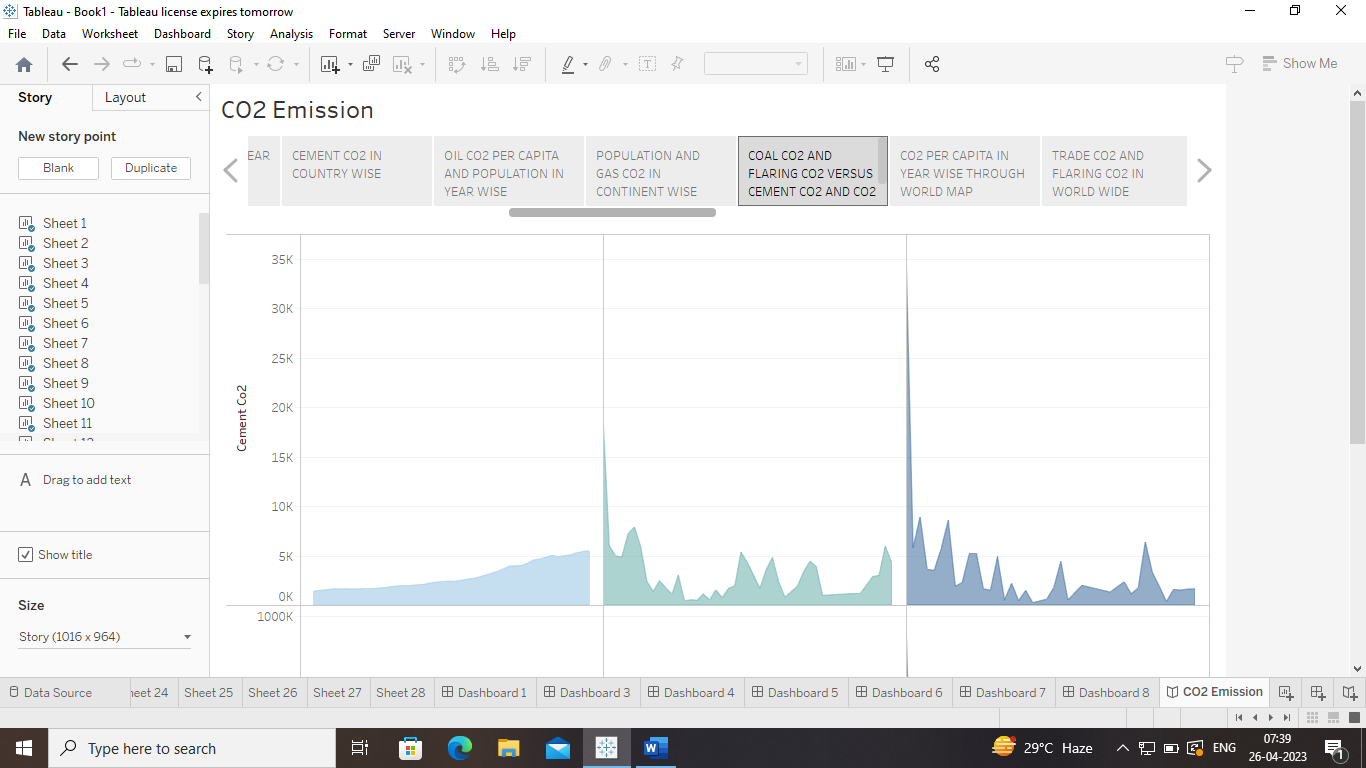 Tableau - Book1 - Tableau license expires tomorrow
File Data Worksheet Dashboard Story Analysis Format Server Window Help
Show Me
Story Layout
New story point
Blank Duplicate
Sheet 1
Sheet 2
Sheet 3
Sheet 4
Sheet 5
Sheet 6
Sheet 7
Sheet 8
Sheet 9
Sheet 10
Sheet 11
A Drag to add text
Show title
Size
Story (1016 x 964)
CO2 Emission
EAR
CEMENT CO2 IN
COUNTRY WISE
OIL CO2 PER CAPITA
AND POPULATION IN
YEAR WISE
POPULATION AND
GAS CO2 IN
CONTINENT WISE
COAL CO2 AND
FLARING CO2 VERSUS
CEMENT CO2 AND CO2
CO2 PER CAPITA IN
YEAR WISE THROUGH
WORLD MAP
TRADE CO2 AND
FLARING CO2 IN
WORLD WIDE
Cement Co2
35K
30K
25K
20K
15K
10K
5K
0K
1000K
Data Source heet 24 Sheet 25 Sheet 26 Sheet 27 Sheet 28 Dashboard 1 Dashboard 3 Dashboard 4 Dashboard 5 Dashboard 6 Dashboard 7 Dashboard 8 CO2 Emission
Type here to search
29°C Haze
ENG
07:39
26-04-2023
1